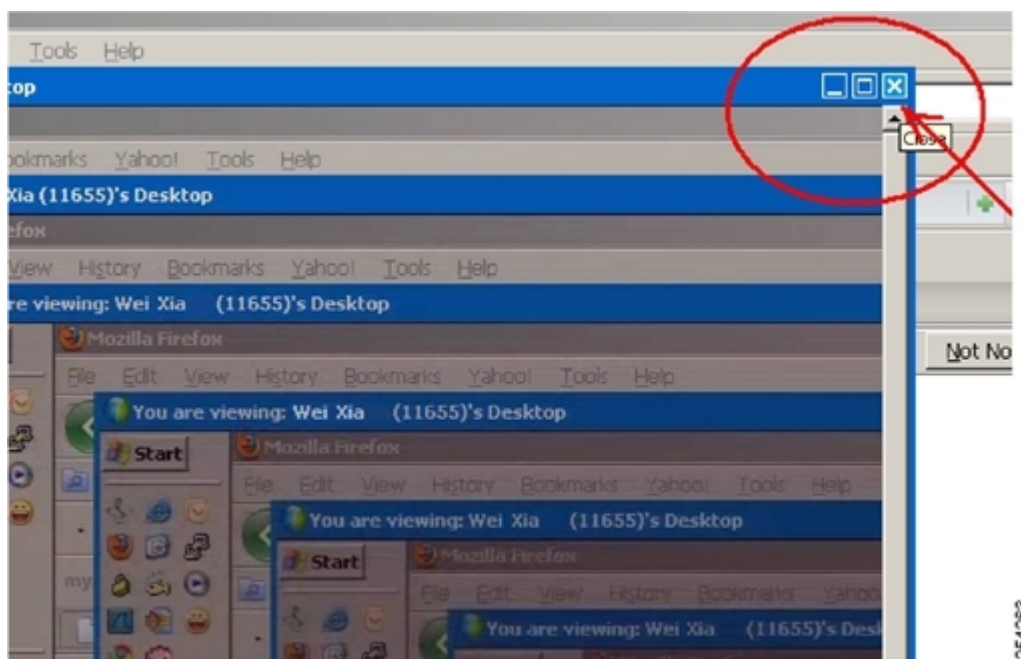 Tools Help
top
ookmarks Yahoo! Tools Help
Close
Xia (11655)'s Desktop
efox
View History Bookmarks Yahoo! Tools Help
re viewing: Wei Xia (11655)'s Desktop
Mozilla Firefox
Not No
File Edit View History Bookmarks Yahoo! Tools Help
You are viewing: Wei Xia (11655)'s Desktop
Start
Mozilla Firefox
File Edit View History Bookmarks Yahoo! Tools Help
You are viewing: Wei Xia (11655)'s Desktop
Start
Mozilla Firefox
my
File Edit View History Bookmarks Yahoo
You are viewing: Wei Xia (11655)'s Desk